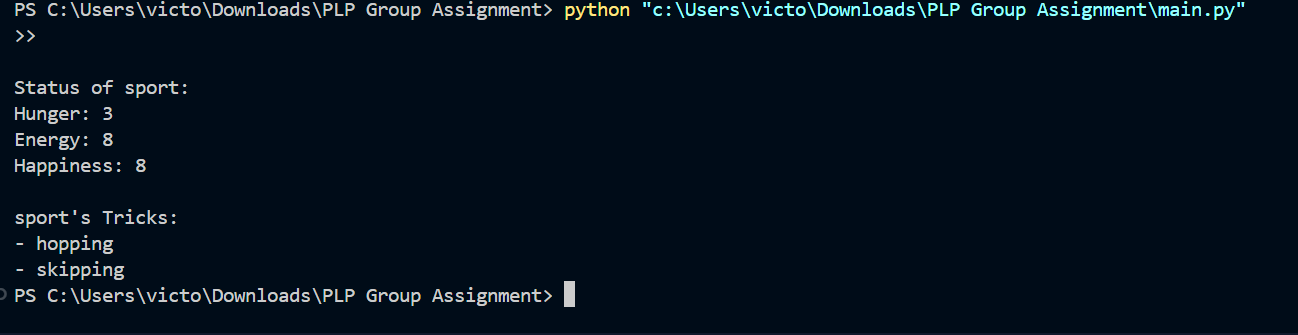 PS C:\Users\victo\Downloads\PLP Group Assignment> python "c:\Users\victo\Downloads\PLP Group Assignment\main.py"
>>
Status of sport:
Hunger: 3
Energy: 8
Happiness: 8
sport's Tricks:
- hopping
- skipping
PS C:\Users\victo\Downloads\PLP Group Assignment>